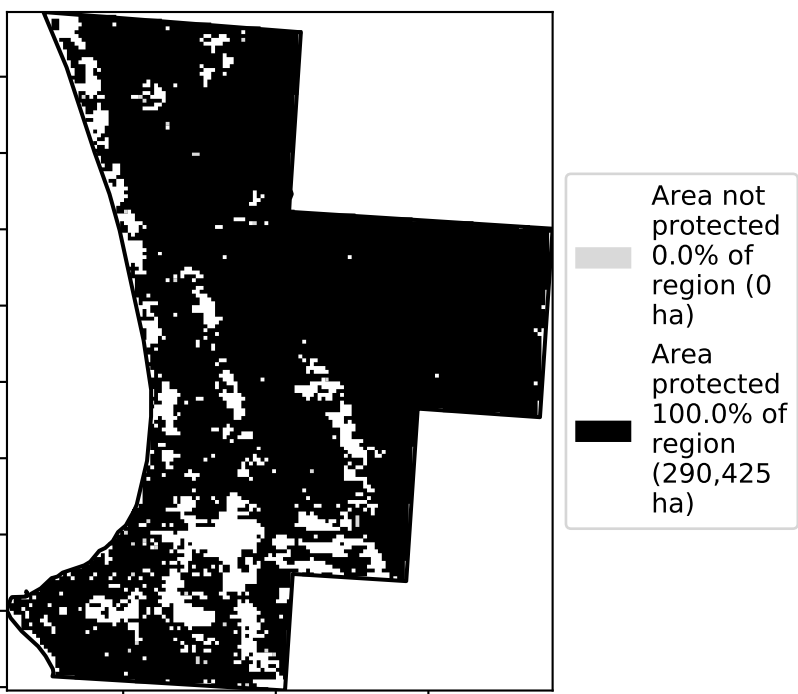 Area not
protected
0.0% of
region (0
ha)
Area
protected
100.0% of
region
(290,425
ha)